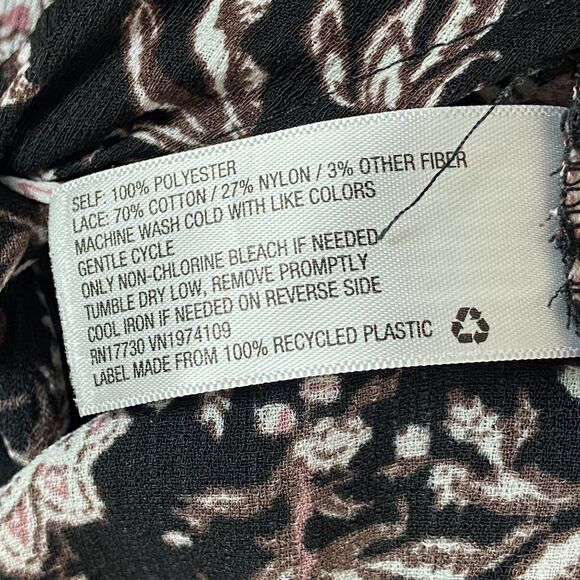 SELF: 100% POLYESTER
LACE: 70% COTTON / 27% NYLON / 3% OTHER FIBER
MACHINE WASH COLD WITH LIKE COLORS
GENTLE CYCLE
ONLY NON-CHLORINE BLEACH IF NEEDED
TUMBLE DRY LOW, REMOVE PROMPTLY
COOL IRON IF NEEDED ON REVERSE SIDE
RN17730 VN1974109
LABEL MADE FROM 100% RECYCLED PLASTIC